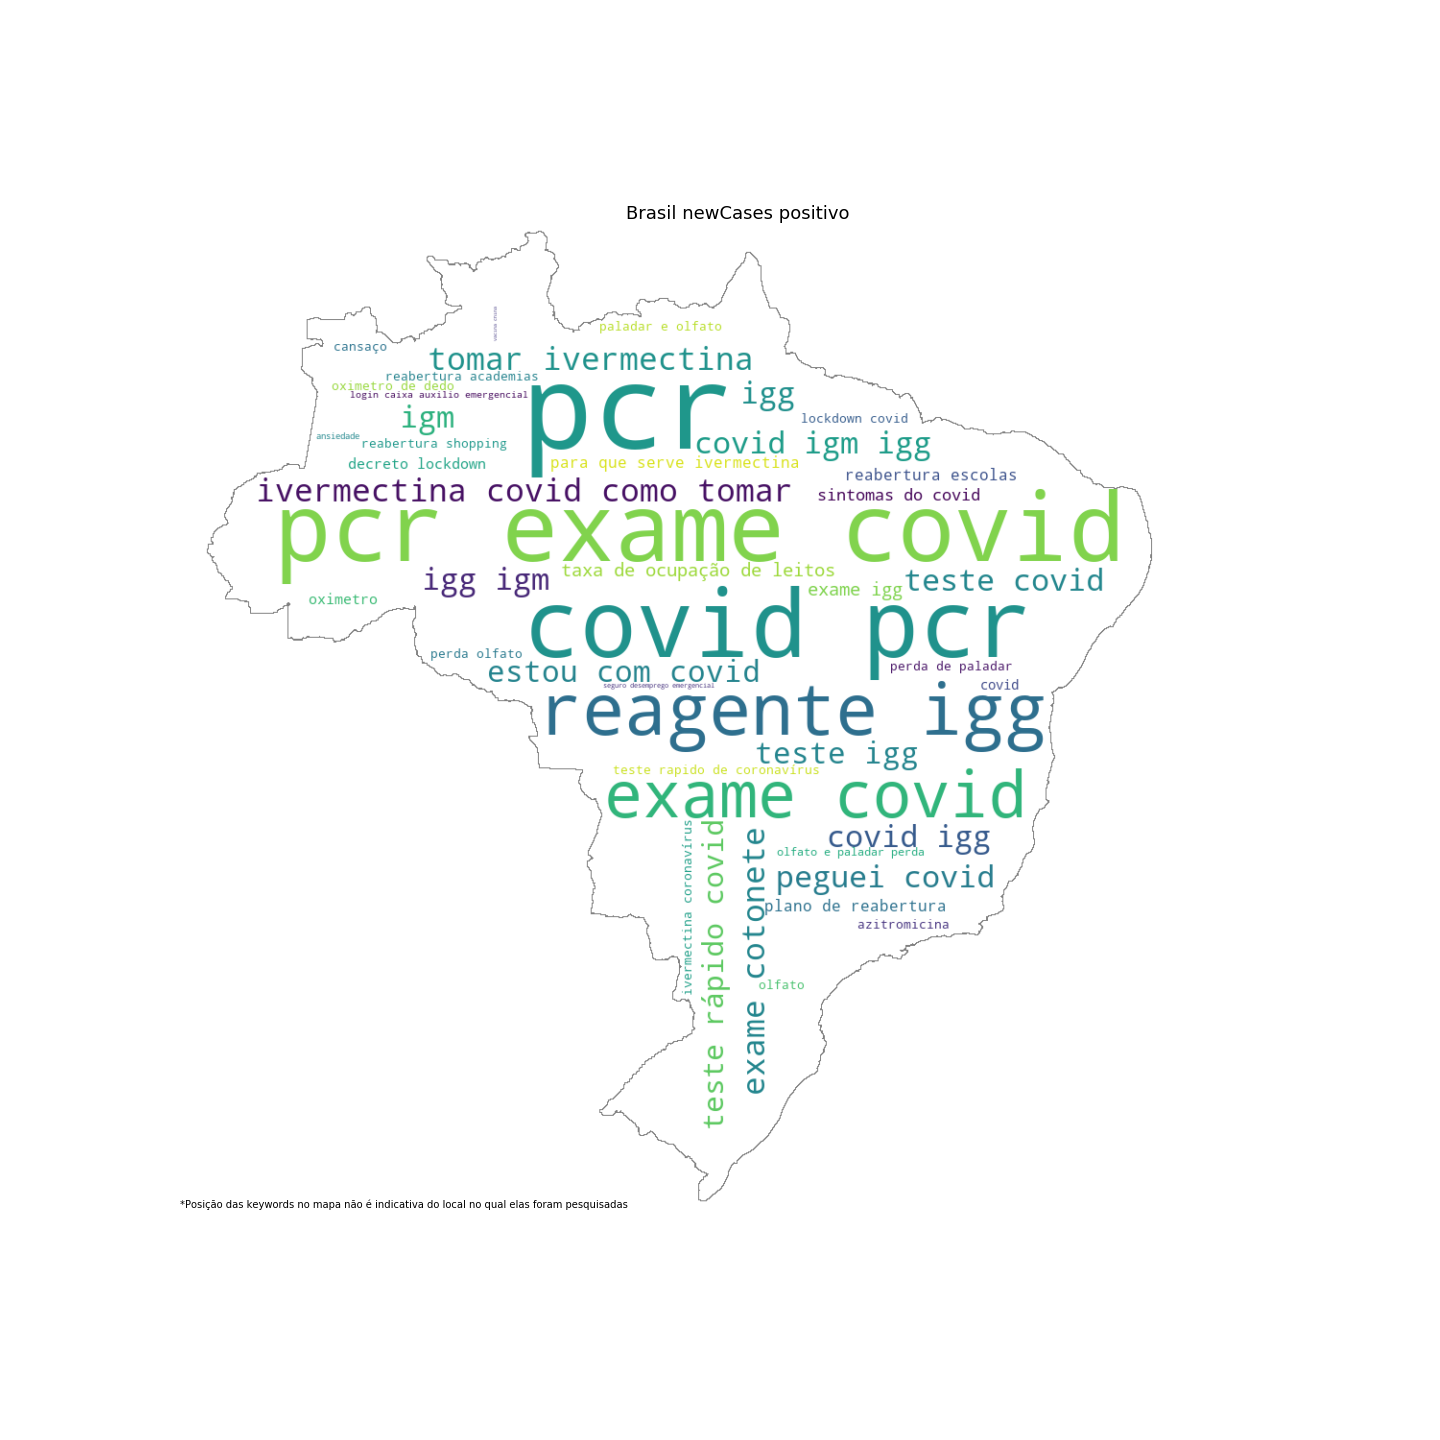 Brasil newCases positivo
paladar e olfato
cansaço
tomar ivermectina
reabertura academias
oximetro de dedo
login caixa auxilio emergencial
pcr
igg
igm
lockdown covid
ansiedade
reabertura shopping
covid igm igg
decreto lockdown
para que serve ivermectina
reabertura escolas
ivermectina covid como tomar
sintomas do covid
pcr exame covid
igg igm
taxa de ocupação de leitos
teste covid
exame igg
oximetro
covid pcr
perda olfato
estou com covid
perda de paladar
seguro desemprego emergencial
covid
reagente igg
teste igg
teste rapido de coronavirus
exame covid
ivermectina coronavírus
teste rápido covid
exame cotonete
covid igg
olfato e paladar perda
peguei covid
plano de reabertura
azitromicina
olfato
*Posição das keywords no mapa não é indicativa do local no qual elas foram pesquisadas